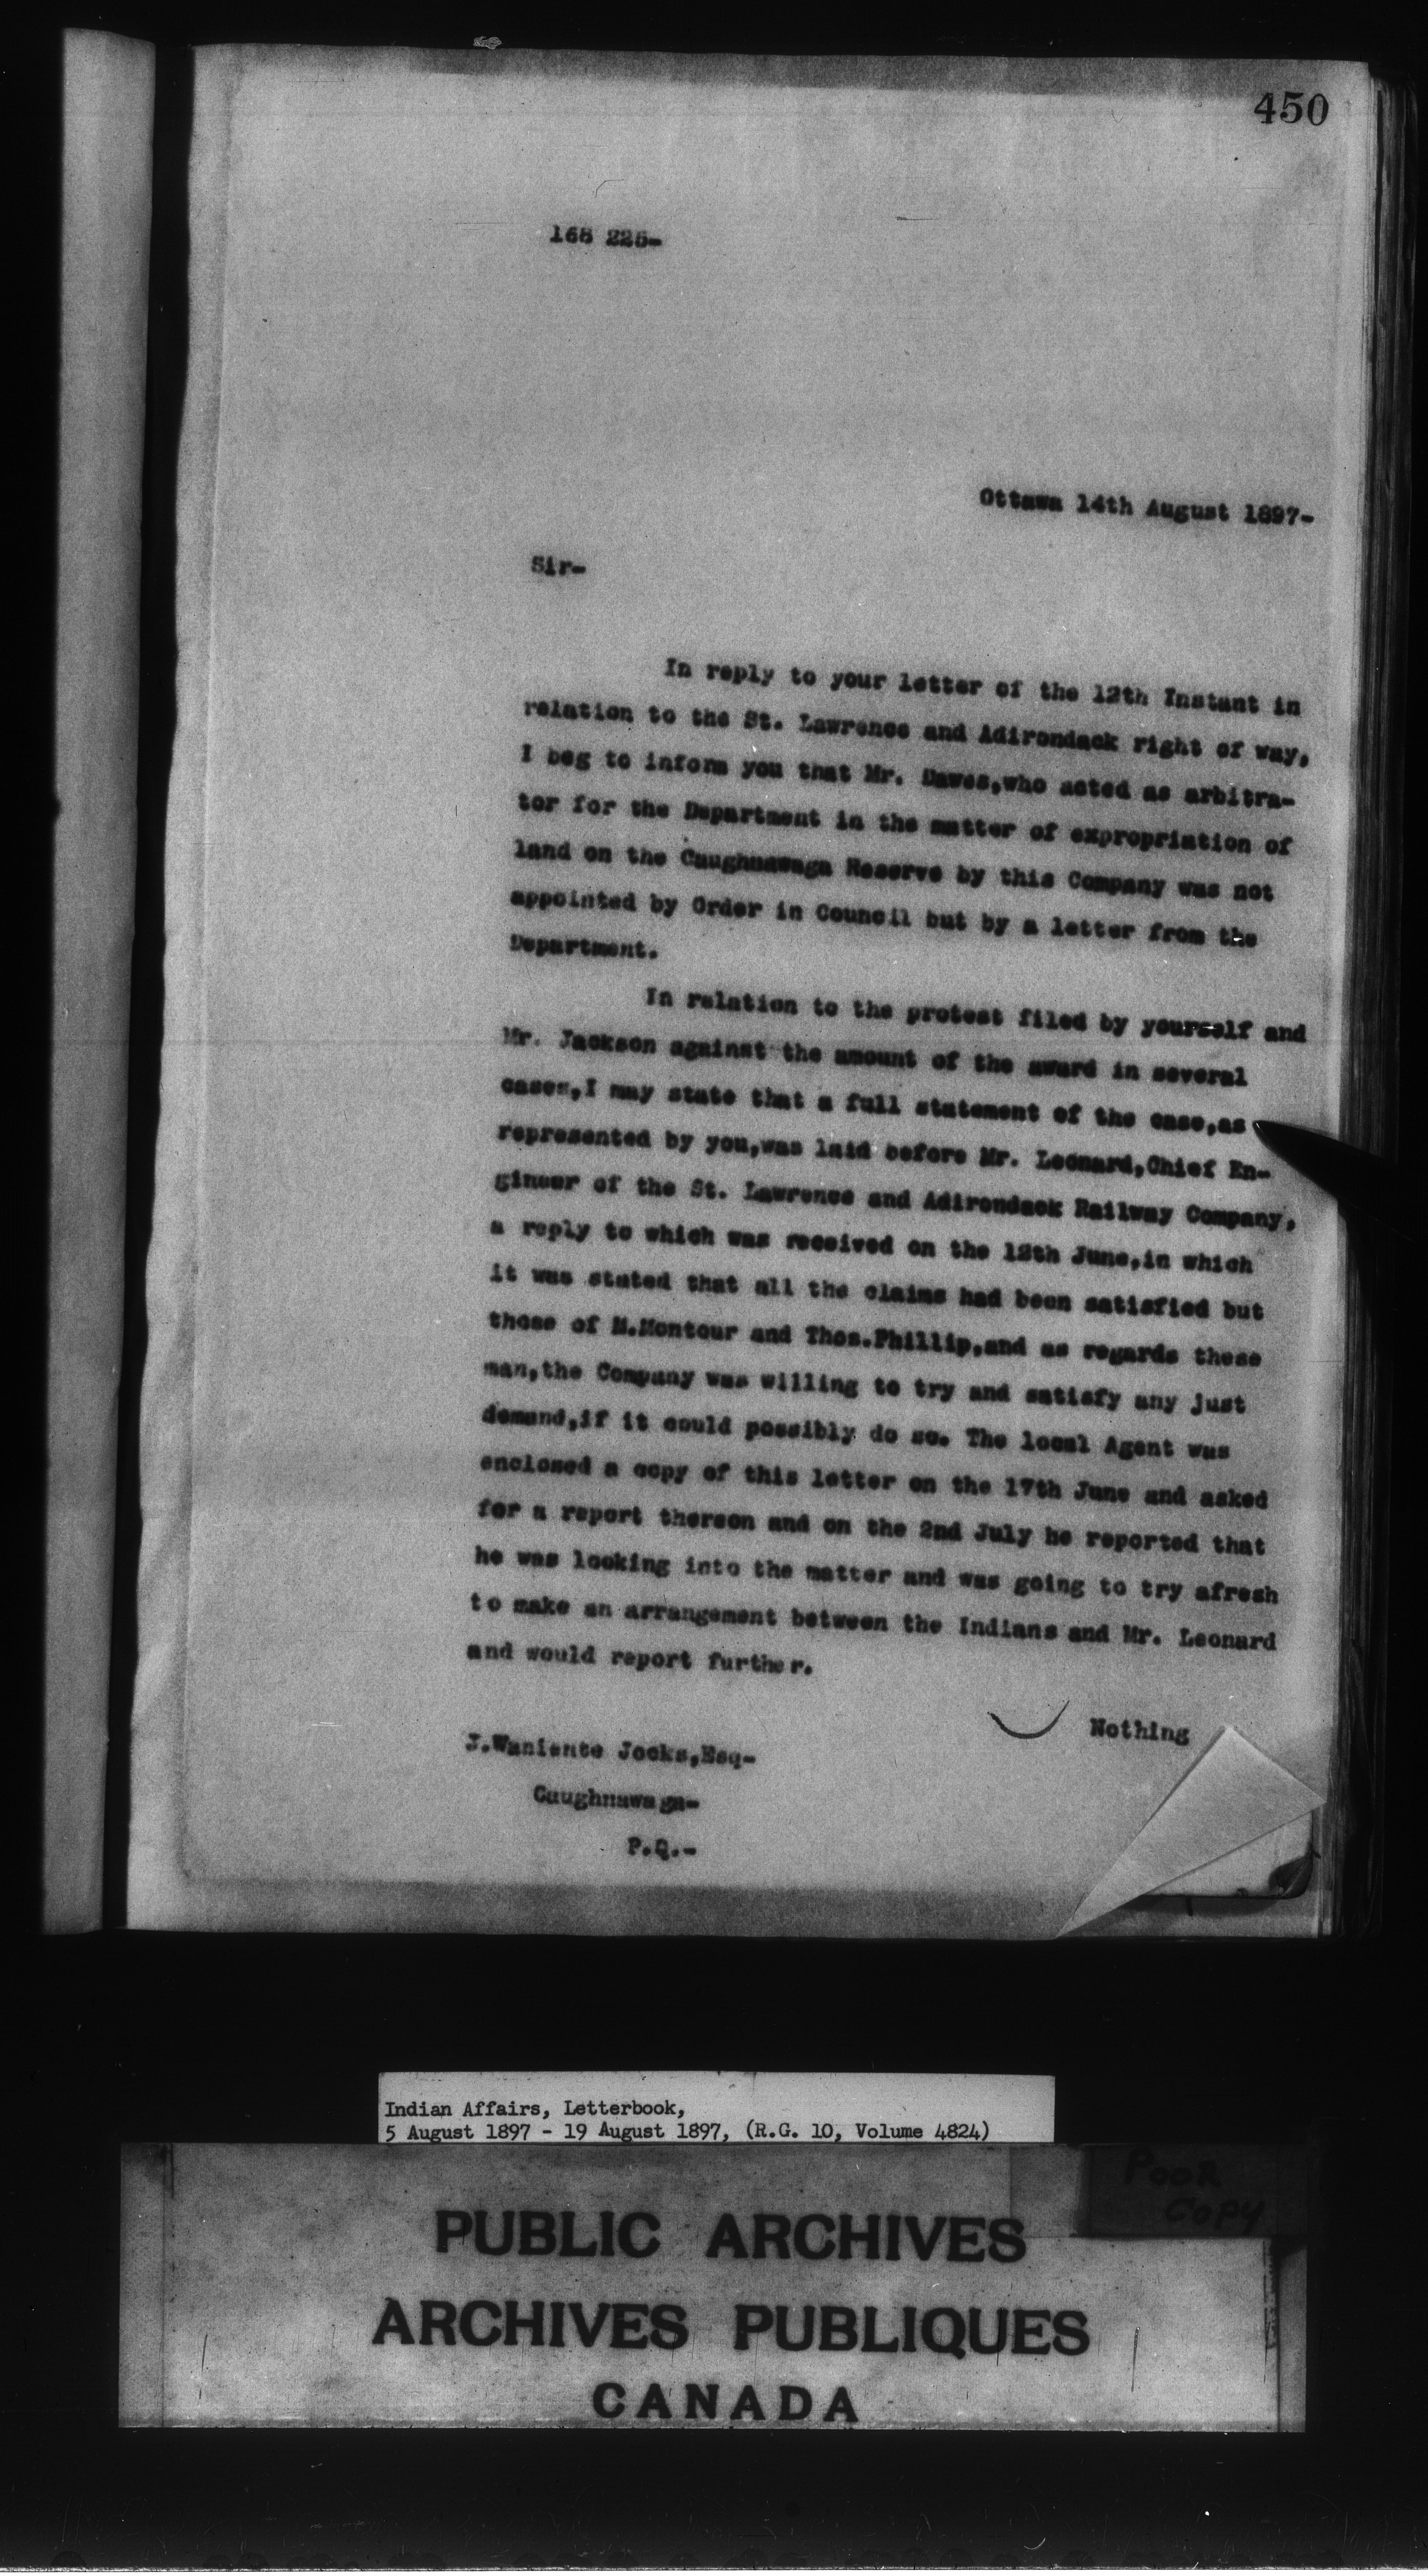 450
168 225-
Ottawa 14th August 1897-
Sir-
In reply to your letter of the 12th Instant in
relation to the St. Lawrence and Adirondack right of way,
I beg to inform you that Mr. Dawes,who acted as arbitra-
tor for the Department in the matter of expropriation of
land on the Caughnawaga Reserve by this Company was not
appointed by Order in Council but by a letter from the
Department.
In relation to the protest filed by yourself and
Mr. Jackson against the amount of the award in several
cases,I may state that a full statement of the case,as
represented by you,was laid before Mr. Leonard,Chief En-
gineer of the St. Lawrence and Adirondack Railway Company,
a reply to which was received on the 12th June,in which
it was stated that all the claims had been satisfied but
those of M.Montour and Thos.Phillip,and as regards these
man,the Company was willing to try and satisfy any just
demand,if it could possibly do so. The local Agent was
enclosed a copy of this letter on the 17th June and asked
for a report thereon and on the 2nd July he reported that
he was looking into the matter and was going to try afresh
to make an arrangement between the Indians and Mr. Leonard
and would report further.
Nothing
J.Waniente Jocks,Esq-
Caughnawaga-
P.Q.-
Indian Affairs, Letterbook,
5 August 1897 - 19 August 1897, (R.G. 10, Volume 4824)
POOR
COPY
PUBLIC ARCHIVES
ARCHIVES PUBLIQUES
CANADA